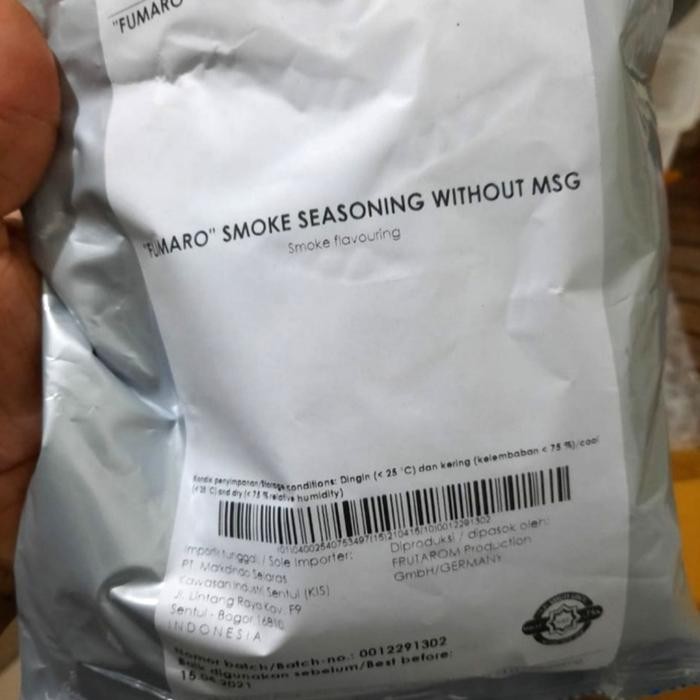 "FUMARO
"FUMARO" SMOKE SEASONING WITHOUT MSG
Smoke flavouring
Kondisi penyimpanan/Storage conditions: Dingin (< 25 °C) dan kering (kelembaban < 75 %)/cool
(< 25 °C) and dry (< 75 % relative humidity)
Importir tunggal / Sole Importer:
PT. Markindo Selaras
Kawasan Industri Sentul (KIS)
Jl. Lintang Raya Kav. F9
Sentul - Bogor 16810
INDONESIA
Diproduksi / dipasok oleh:
FRUTAROM Production
GmbH/GERMANY
Nomor batch/Batch-no.: 0012291302
Baik digunakan sebelum/Best before:
2021